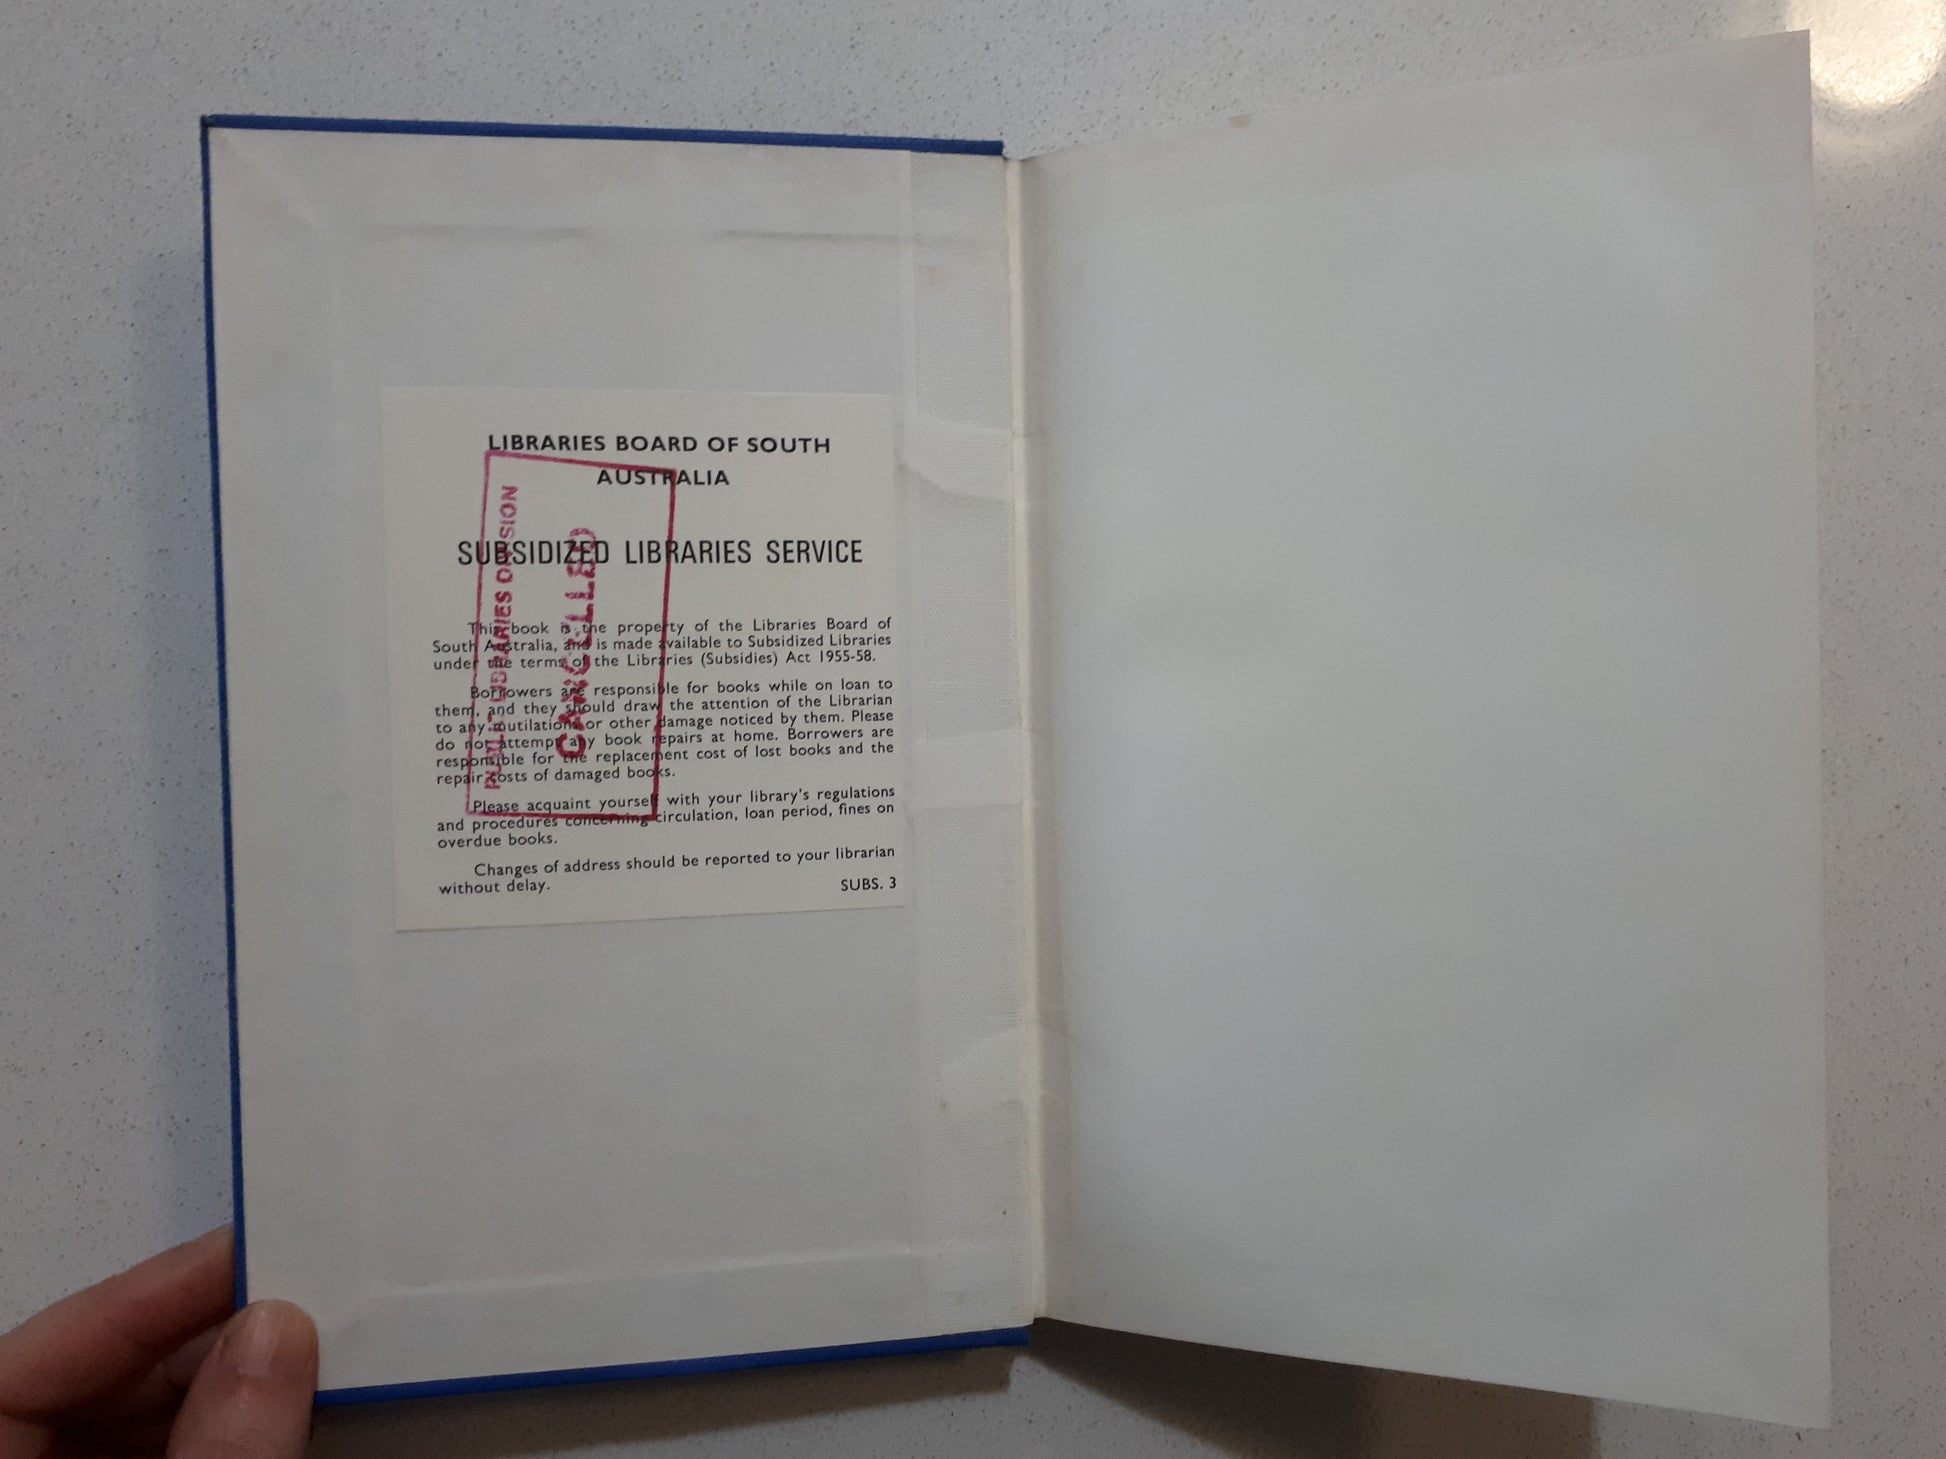 LIBRARIES BOARD OF SOUTH
AUSTRALIA
SUBSIDIZED LIBRARIES SERVICE
This book is the property of the Libraries Board of
South Australia, and is made available to Subsidized Libraries
under the terms of the Libraries (Subsidies) Act 1955-58.
Borrowers are responsible for books while on loan to
them, and they should draw the attention of the Librarian
to any mutilations or other damage noticed by them. Please
do not attempt any book repairs at home. Borrowers are
responsible for the replacement cost of lost books and the
repair costs of damaged books.
Please acquaint yourself with your library's regulations
and procedures concerning circulation, loan period, fines on
overdue books.
Changes of address should be reported to your librarian
without delay.
SUBS. 3
PUBLIC LIBRARIES DIVISION
CANCELLED